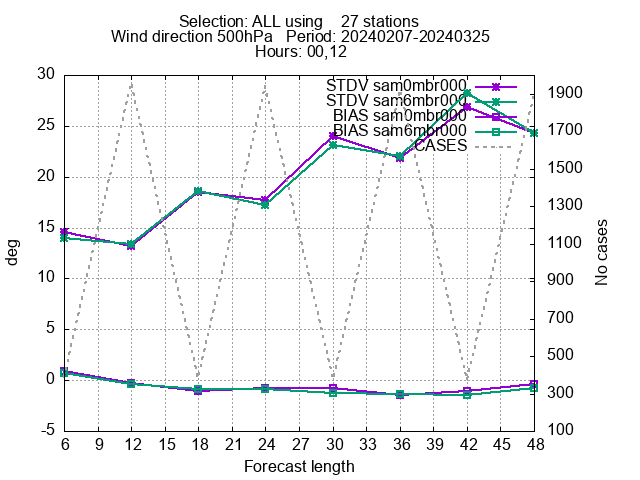 Selection: ALL using    27 stations
Wind direction 500hPa   Period: 20240207-20240325
Hours: 00,12
STDV sam0mbr000
STDV sam6mbr000
BIAS sam0mbr000
BIAS sam6mbr000
CASES
deg
30
25
20
15
10
5
0
-5
No cases
1900
1700
1500
1300
1100
900
700
500
300
100
6 9 12 15 18 21 24 27 30 33 36 39 42 45 48
Forecast length